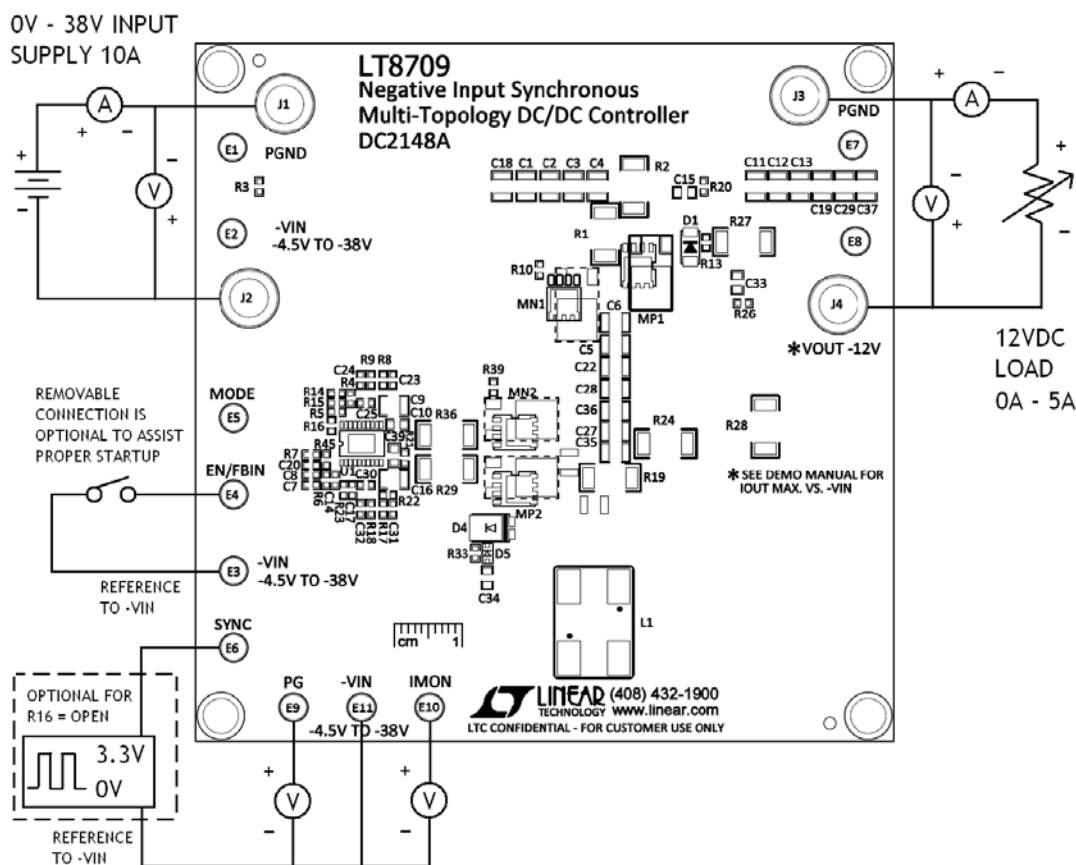 0V - 38V INPUT
SUPPLY 10A
LT8709
Negative Input Synchronous
Multi-Topology DC/DC Controller
DC2148A
J1
PGND
E1
R3
E2
-VIN
-4.5V TO -38V
J2
A
+ -
V
-
+
+
-
J3
PGND
E7
E8
J4
*VOUT -12V
+ -
A
+
V
-
+
-
12VDC
LOAD
0A - 5A
C18 C1 C2 C3 C4
R2
C15
R20
C11 C12 C13
C19 C29 C37
R1
D1
R13
R27
C33
R26
R10
MN1
MP1
C6
C5
C22
C28
C36
C27
C35
R24
R28
R19
*SEE DEMO MANUAL FOR
IOUT MAX. VS. -VIN
R39
MN2
MP2
D4
R33
D5
C34
L1
R9 R8
C24
R4
C23
R14
R15
R5
R16
C25
C9
C10
R36
C39
R21
R45
R7
C20
C8
C7
U1
C30
C16
R29
R6
C14
R23
C17
R22
C32
R18
R17
C31
REMOVABLE
CONNECTION IS
OPTIONAL TO ASSIST
PROPER STARTUP
MODE
E5
EN/FBIN
E4
-VIN
-4.5V TO -38V
E3
REFERENCE
TO -VIN
SYNC
E6
OPTIONAL FOR
R16 = OPEN
3.3V
0V
REFERENCE
TO -VIN
cm 1
PG -VIN IMON
E9 E11 E10
-4.5V TO -38V
LINEAR (408) 432-1900
TECHNOLOGY www.linear.com
LTC CONFIDENTIAL - FOR CUSTOMER USE ONLY
+
V
-
+
V
-